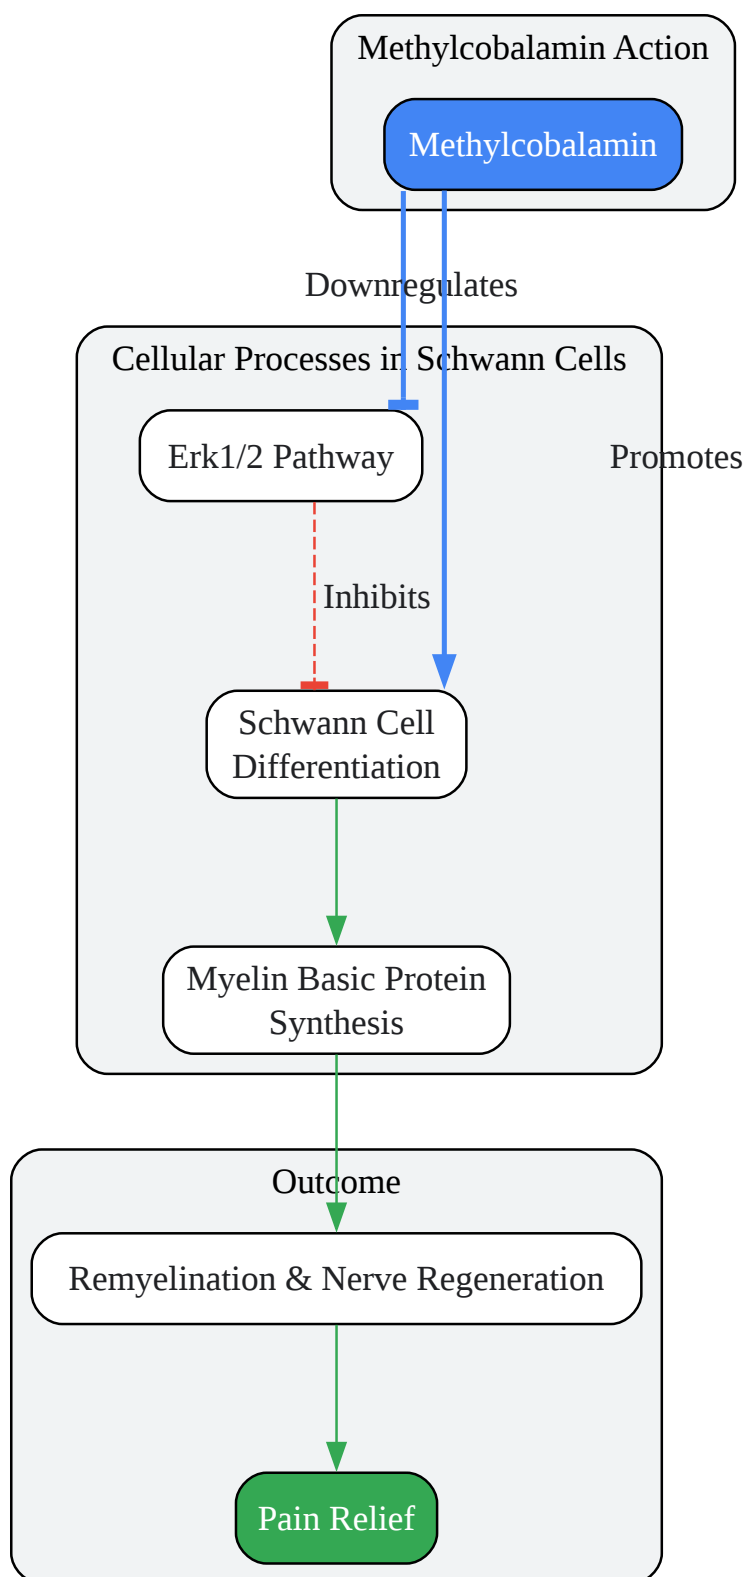 Methylcobalamin Action
Methylcobalamin
Downregulates
Cellular Processes in Schwann Cells
Erk1/2 Pathway
Promotes
Inhibits
Schwann Cell
Differentiation
Myelin Basic Protein
Synthesis
Outcome
Remyelination & Nerve Regeneration
Pain Relief